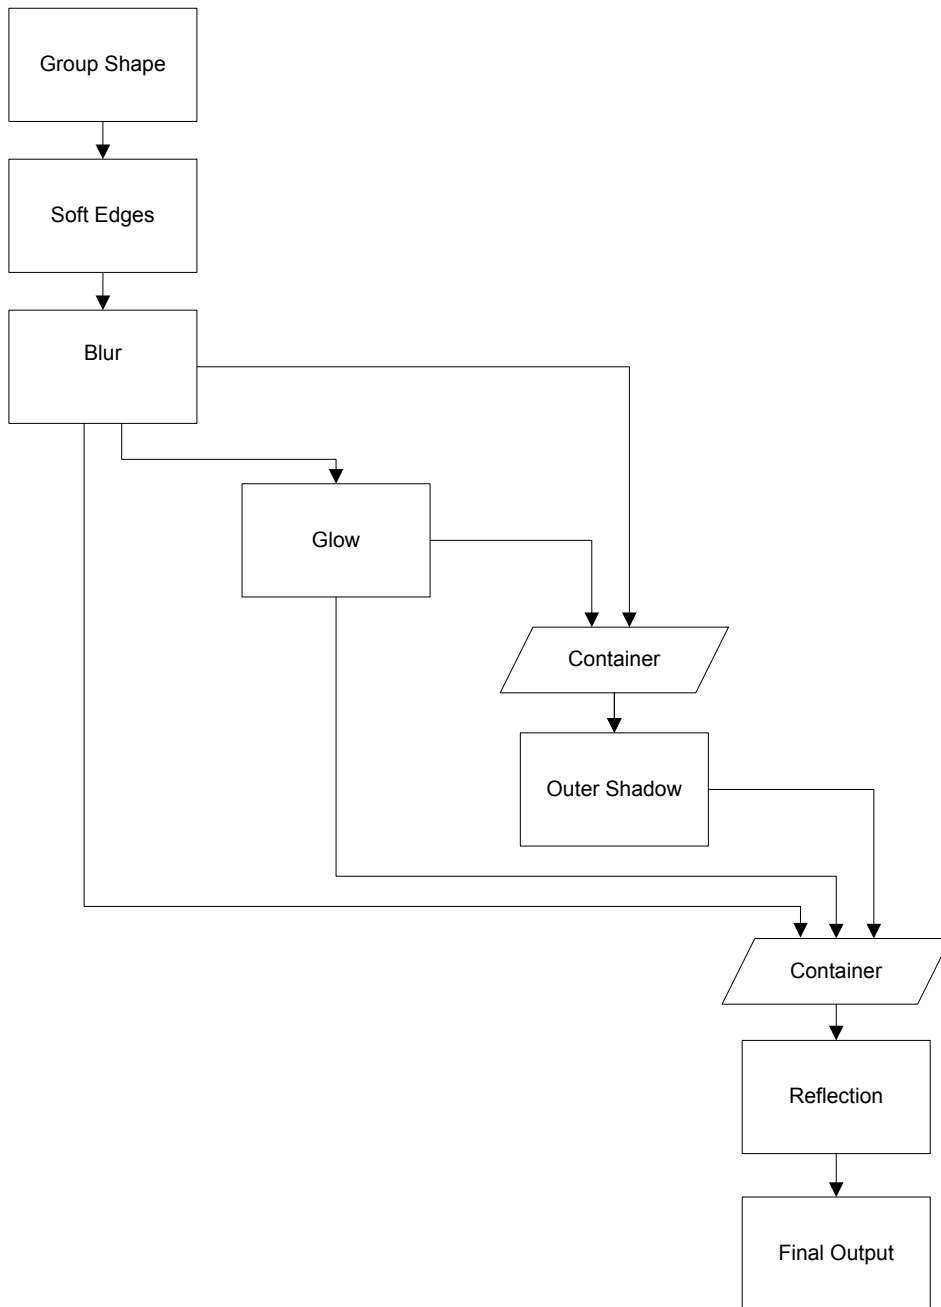 Group Shape
Soft Edges
Blur
Glow
Container
Outer Shadow
Container
Reflection
Final Output